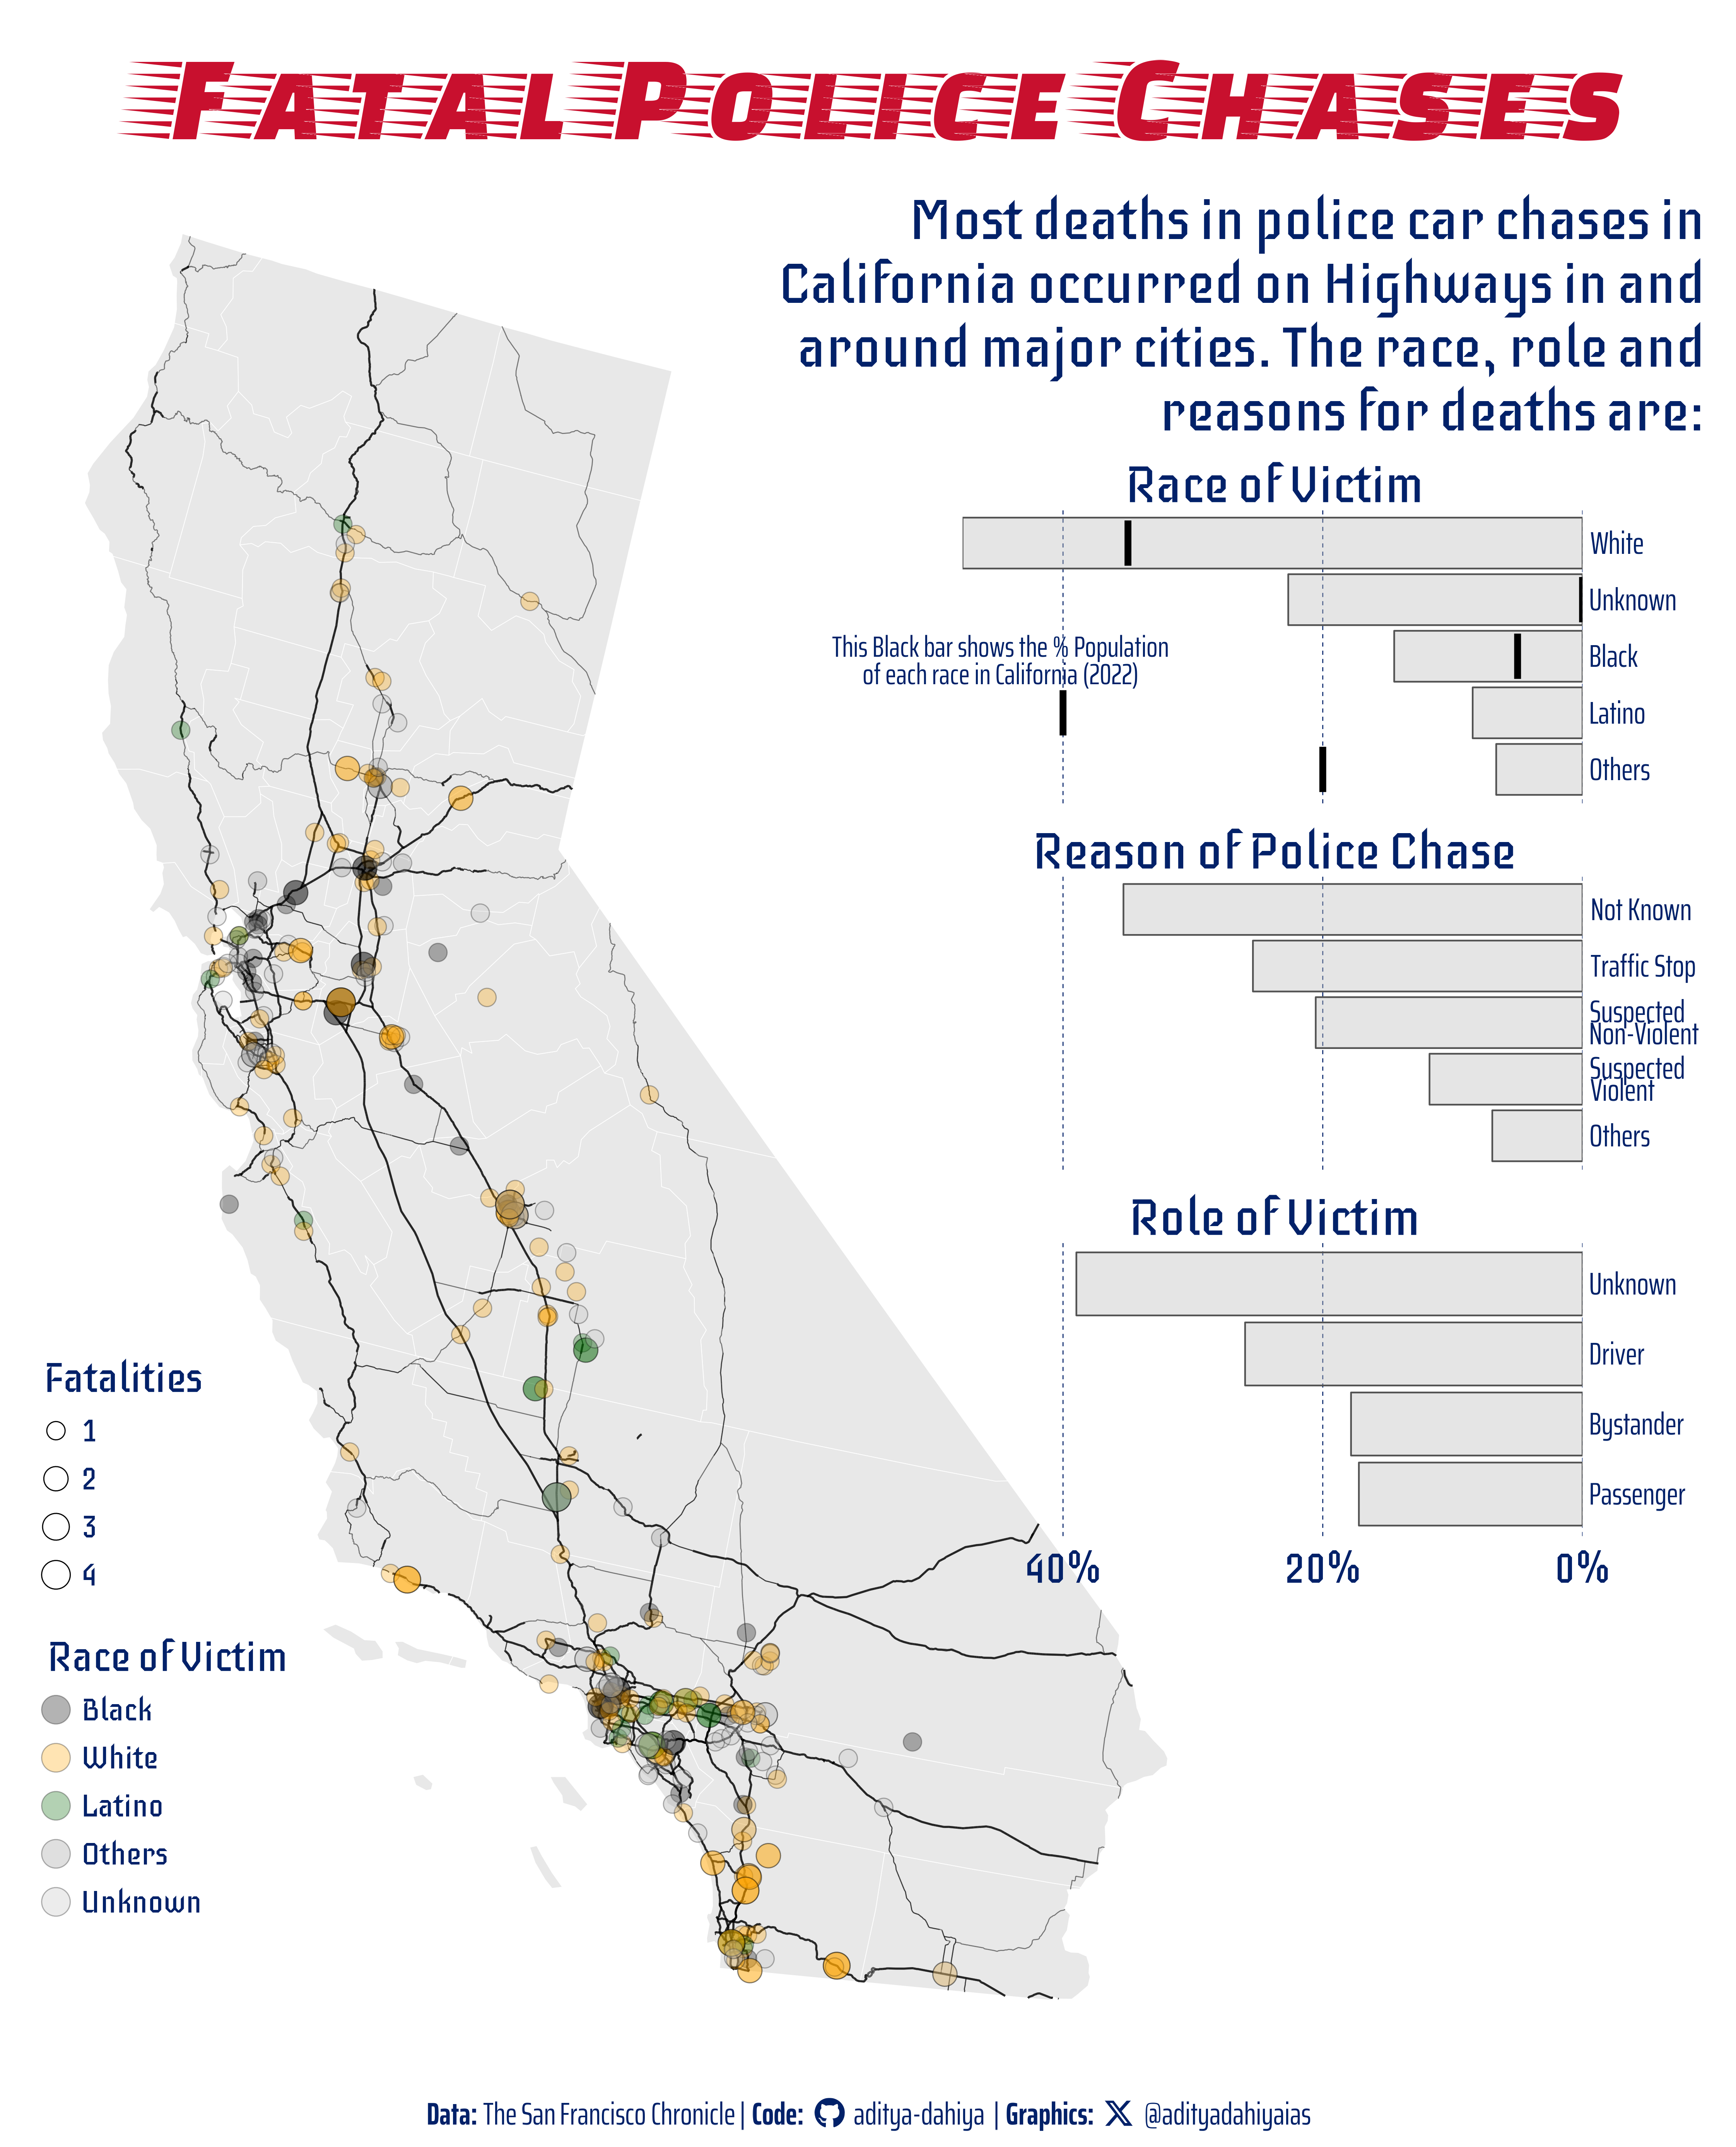 Fatal Police Chases
Most deaths in police car chases in
California occurred on Highways in and
around major cities. The race, role and
reasons for deaths are:
Race of Victim
White
Unknown
This Black bar shows the % Population
of each race in California (2022)
Black
Latino
Others
Reason of Police Chase
Not Known
Traffic Stop
Suspected
Non-Violent
Suspected
Violent
Others
Role of Victim
Unknown
Driver
Bystander
Passenger
40% 20% 0%
Fatalities
1
2
3
4
Race of Victim
Black
White
Latino
Others
Unknown
Data: The San Francisco Chronicle | Code: aditya-dahiya | Graphics: @adityadahiyaias